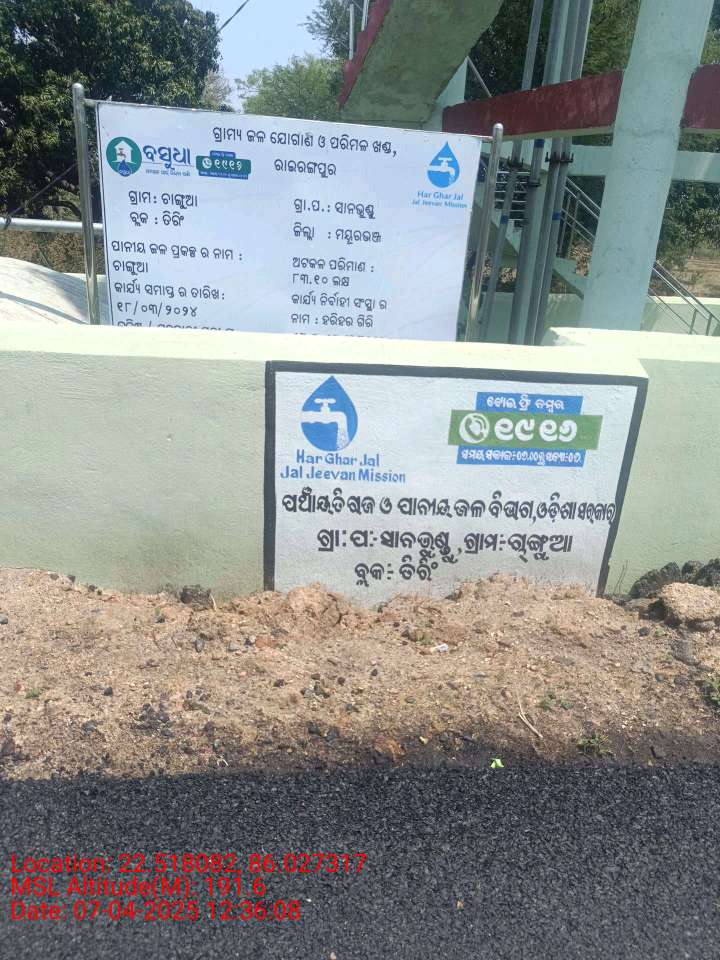 ଗ୍ରାମ୍ୟ ଜଳ ଯୋଗାଣ ଓ ପରିମଳ ଖଣ୍ଡ,
ରାଇରଙ୍ଗପୁର
ବସୁଧା
୧୯୧୬
Har Ghar Jal
Jal Jeevan Mission
ଗ୍ରାମ: ଚାଙ୍ଗୁଆ
ବ୍ଲକ : ତିରିଂ
ପାନୀୟ ଜଳ ପ୍ରକଳ୍ପ ର ନାମ :
ଚାଙ୍ଗୁଆ
କାର୍ଯ୍ୟ ସମାପ୍ତ ର ତାରିଖ:
୧୮/୦୩/୨୦୨୪
ଗ୍ରା.ପ. : ସାନଭୁଣ୍ଡୁ
ଜିଲ୍ଲା : ମୟୂରଭଞ୍ଜ
ଅଟକଳ ପରିମାଣ :
୮୩.୧୦ ଲକ୍ଷ
କାର୍ଯ୍ୟ ନିର୍ବାହୀ ସଂସ୍ଥା ର
ନାମ : ହରିହର ଗିରି
Har Ghar Jal
Jal Jeevan Mission
ଟୋଲ ଫ୍ରି ନମ୍ବର
୧୯୧୬
ପଞ୍ଚାୟତିରାଜ ଓ ପାନୀୟ ଜଳ ବିଭାଗ,ଓଡ଼ିଶା ସରକାର
ଗ୍ରା:ପ:-ସାନଭୁଣ୍ଡୁ,ଗ୍ରାମ:-ଚାଙ୍ଗୁଆ
ବ୍ଲକ:- ତିରିଂ
Location: 22.518082, 86.027317
MSL Altitude(M): 191.6
Date: 07-04-2025 12:36:08